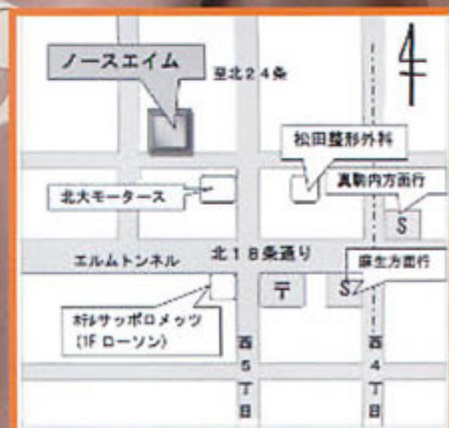 ノースエイム
至北24条
松田整形外科
北大モータース
真駒内方面行
S
エルムトンネル
北18条通り
麻生方面行
〒
S
ホテルサッポロメッツ
(1F ローソン)
西5丁目
西4丁目